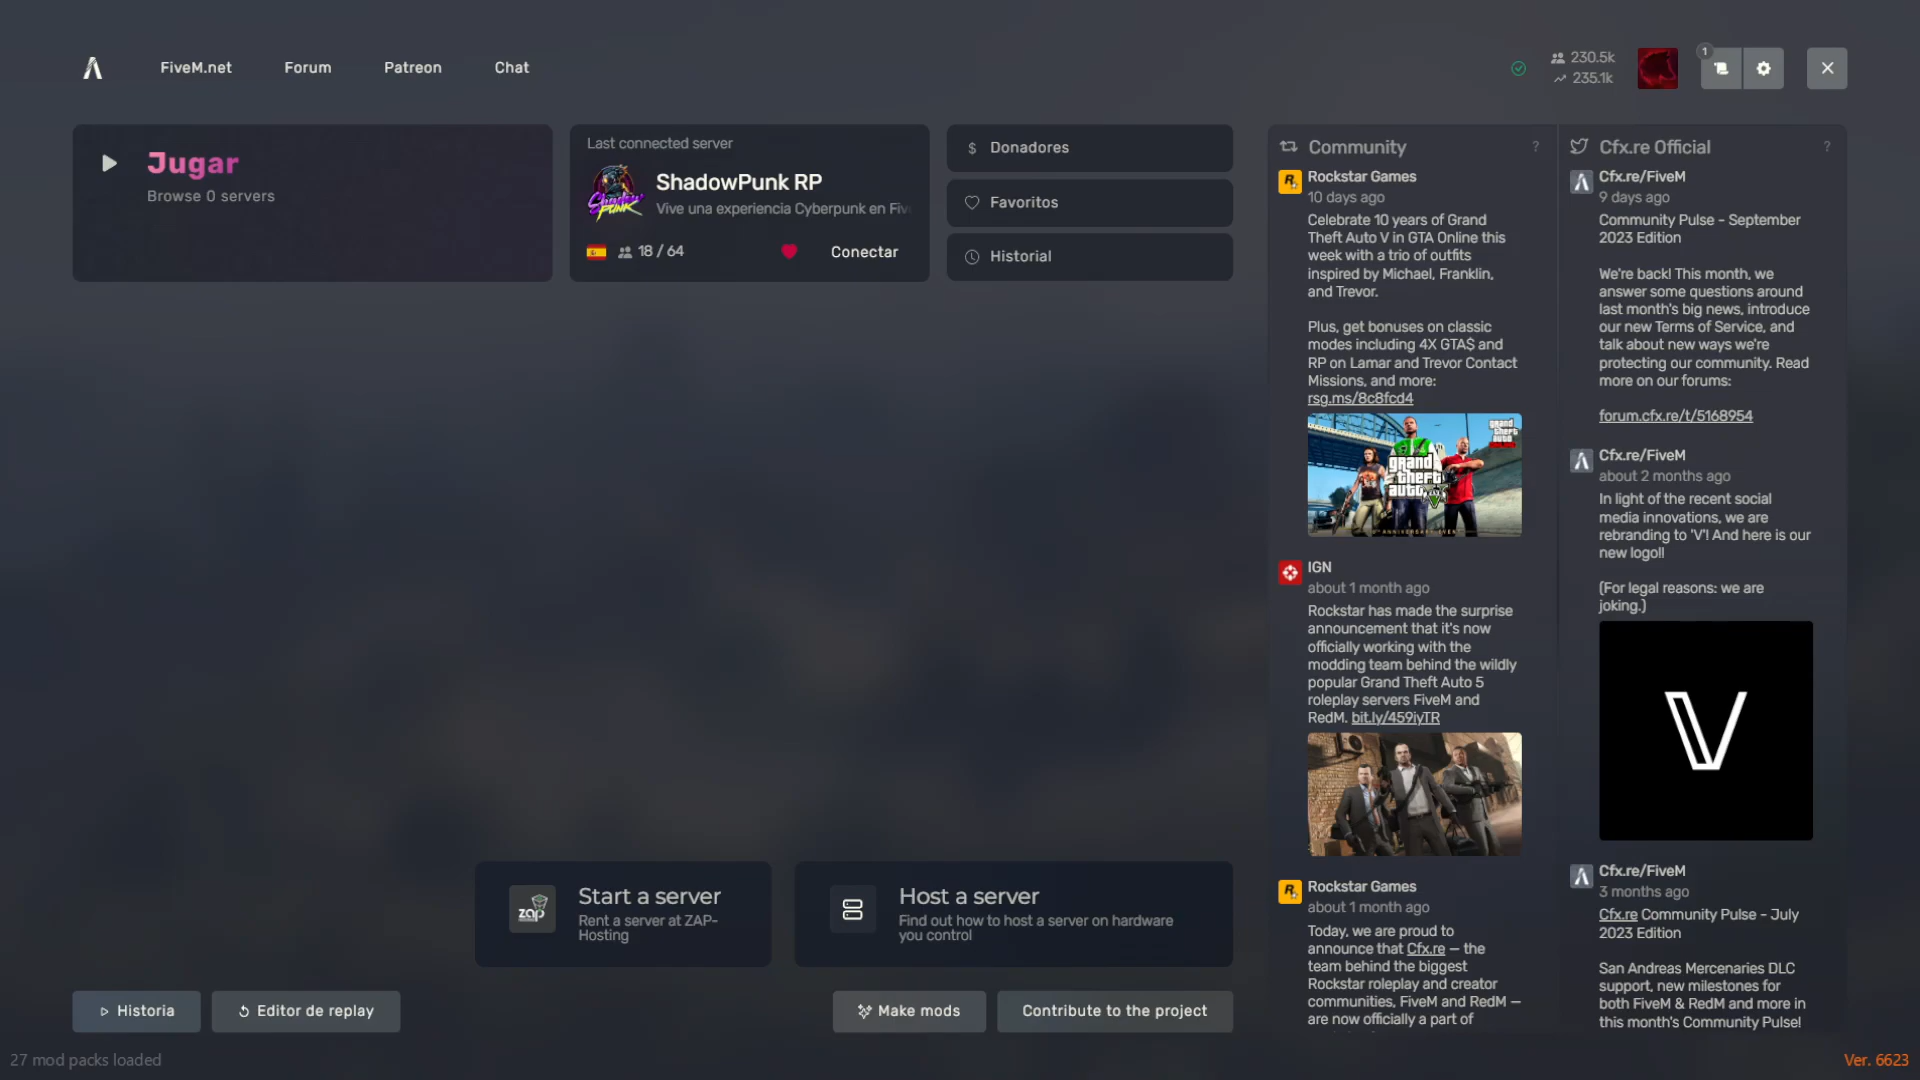 FiveM.net
Forum
Patreon
Chat
230.5k
235.1k
1
Jugar
Browse 0 servers
Last connected server
ShadowPunk RP
Vive una experiencia Cyberpunk en Five
18 / 64
Conectar
$ Donadores
Favoritos
Historial
Community
?
Rockstar Games
10 days ago
Celebrate 10 years of Grand
Theft Auto V in GTA Online this
week with a trio of outfits
inspired by Michael, Franklin,
and Trevor.
Plus, get bonuses on classic
modes including 4X GTA$ and
RP on Lamar and Trevor Contact
Missions, and more:
rsg.ms/8c8fcd4
grand
theft
auto
V
ANNIVERSARY EVENT
IGN
about 1 month ago
Rockstar has made the surprise
announcement that it's now
officially working with the
modding team behind the wildly
popular Grand Theft Auto 5
roleplay servers FiveM and
RedM. bit.ly/459iyTR
Rockstar Games
about 1 month ago
Today, we are proud to
announce that Cfx.re — the
team behind the biggest
Rockstar roleplay and creator
communities, FiveM and RedM —
are now officially a part of
Cfx.re Official
?
Cfx.re/FiveM
9 days ago
Community Pulse - September
2023 Edition
We're back! This month, we
answer some questions around
last month's big news, introduce
our new Terms of Service, and
talk about new ways we're
protecting our community. Read
more on our forums:
forum.cfx.re/t/5168954
Cfx.re/FiveM
about 2 months ago
In light of the recent social
media innovations, we are
rebranding to 'V'! And here is our
new logo!!
(For legal reasons: we are
joking.)
V
Cfx.re/FiveM
3 months ago
Cfx.re Community Pulse - July
2023 Edition
San Andreas Mercenaries DLC
support, new milestones for
both FiveM & RedM and more in
this month's Community Pulse!
zap
Start a server
Rent a server at ZAP-
Hosting
Host a server
Find out how to host a server on hardware
you control
Historia
Editor de replay
Make mods
Contribute to the project
27 mod packs loaded
Ver. 6623